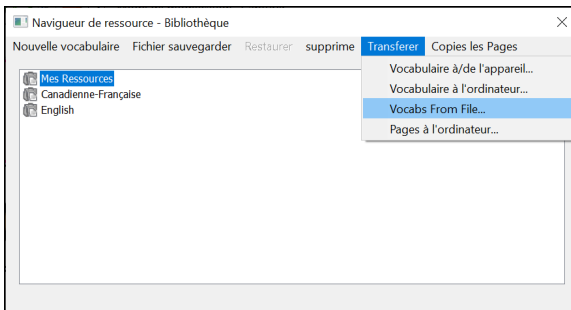 Navigueur de ressource - Bibliothèque
Nouvelle vocabulaire Fichier sauvegarder Restaurer supprime Transferer Copies les Pages
Mes Ressources
Canadienne-Française
English
Vocabulaire à/de l'appareil...
Vocabulaire à l'ordinateur...
Vocabs From File...
Pages à l'ordinateur...